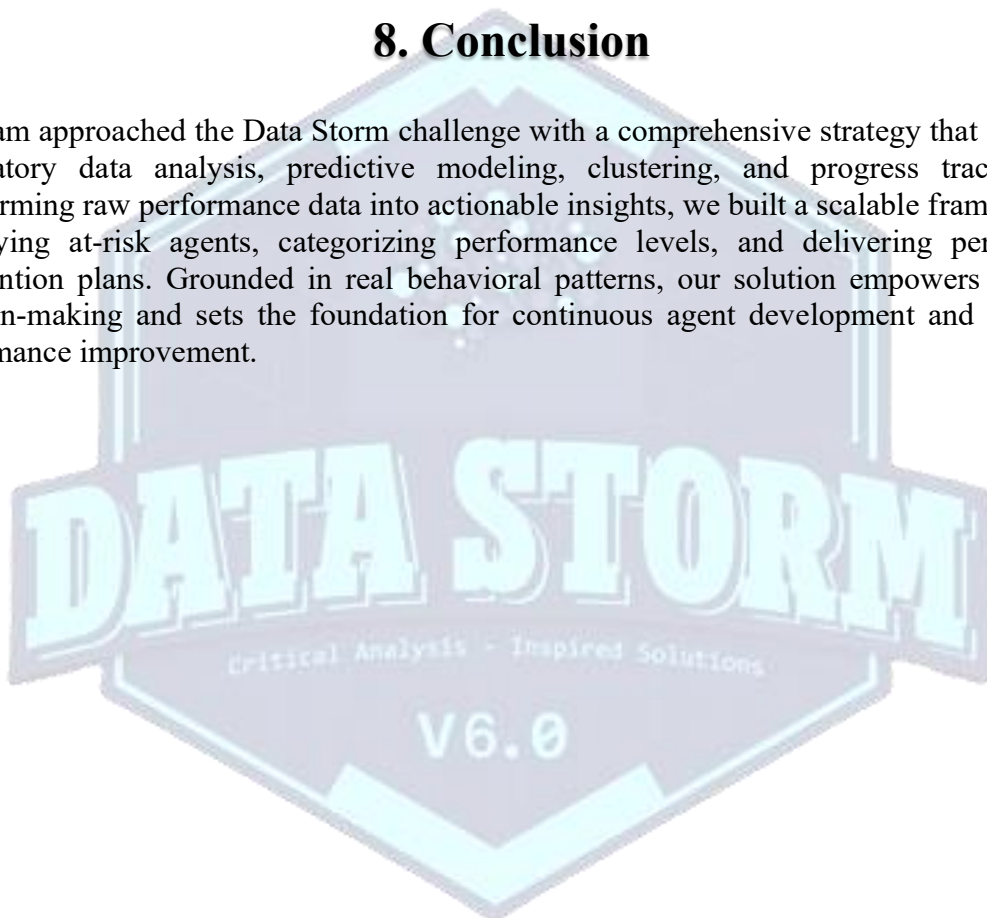 8. Conclusion
am approached the Data Storm challenge with a comprehensive strategy that
atory data analysis, predictive modeling, clustering, and progress trac
rming raw performance data into actionable insights, we built a scalable fram
ying at-risk agents, categorizing performance levels, and delivering per
ntion plans. Grounded in real behavioral patterns, our solution empowers
n-making and sets the foundation for continuous agent development and
mance improvement.
DATA STORM
Critical Analysis - Inspired Solutions
V6.0